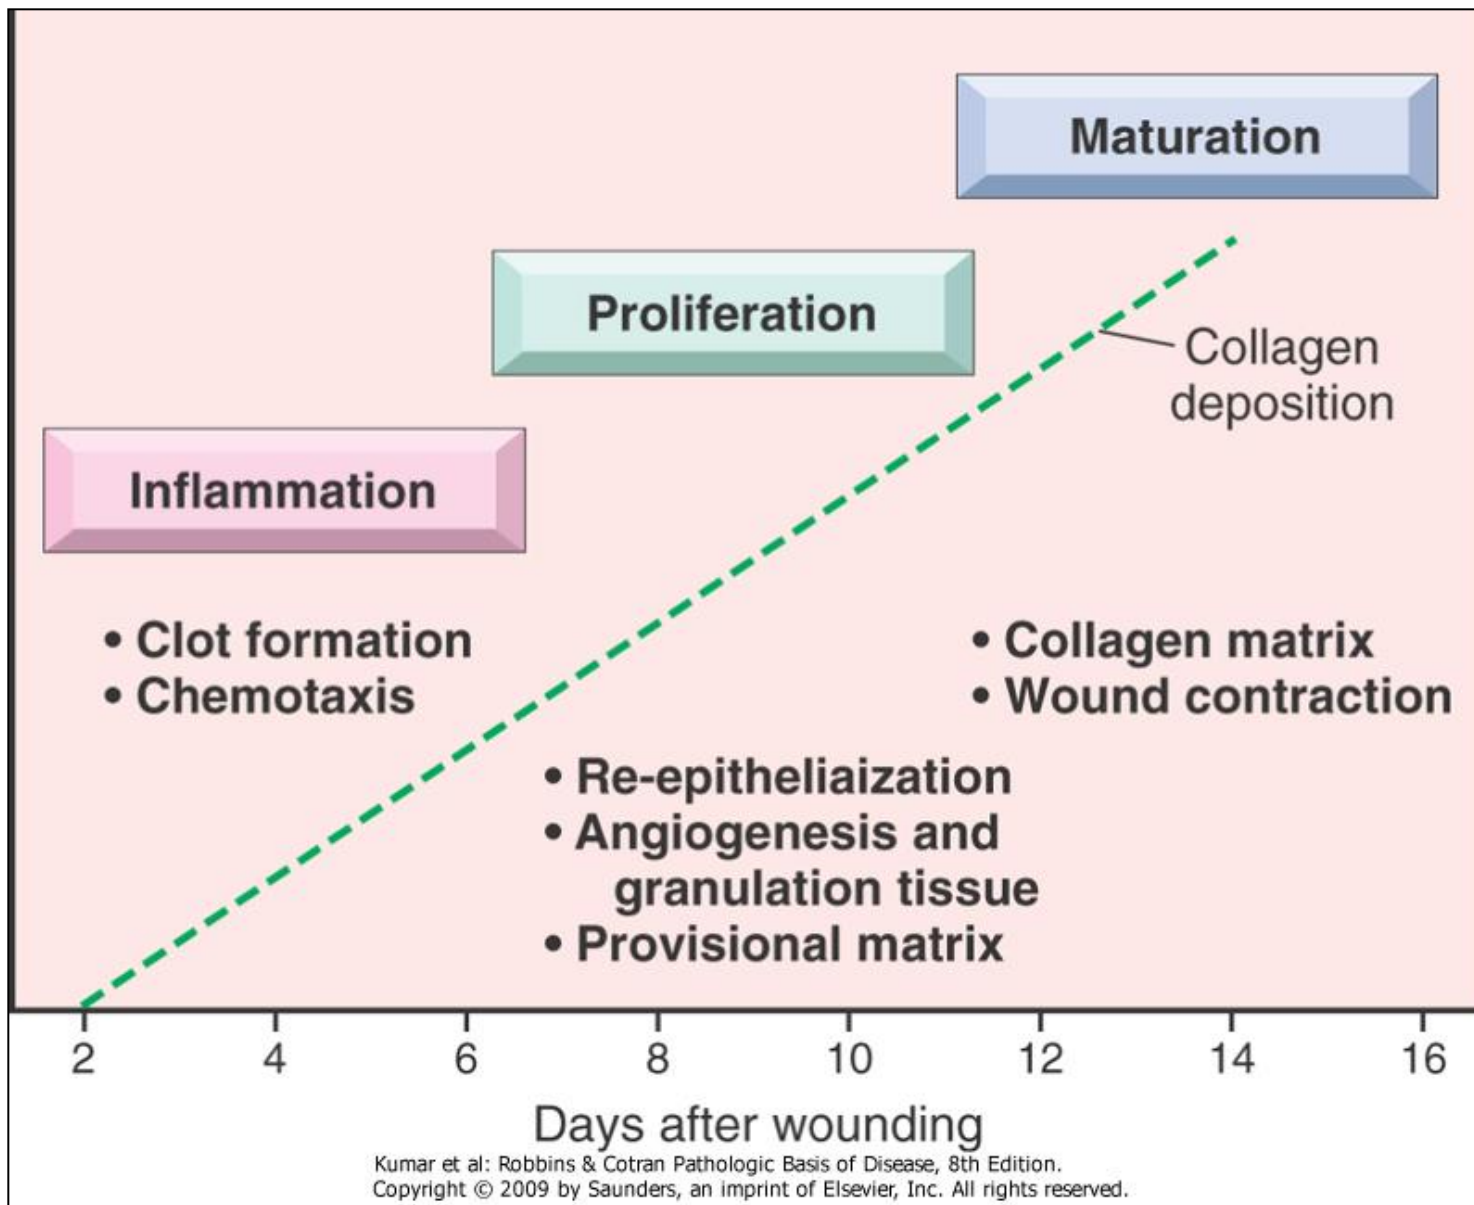 Maturation
Proliferation
Collagen
deposition
Inflammation
• Clot formation
• Chemotaxis
• Collagen matrix
• Wound contraction
• Re-epitheliaization
• Angiogenesis and
granulation tissue
• Provisional matrix
2 4 6 8 10 12 14 16
Days after wounding
Kumar et al: Robbins & Cotran Pathologic Basis of Disease, 8th Edition.
Copyright © 2009 by Saunders, an imprint of Elsevier, Inc. All rights reserved.